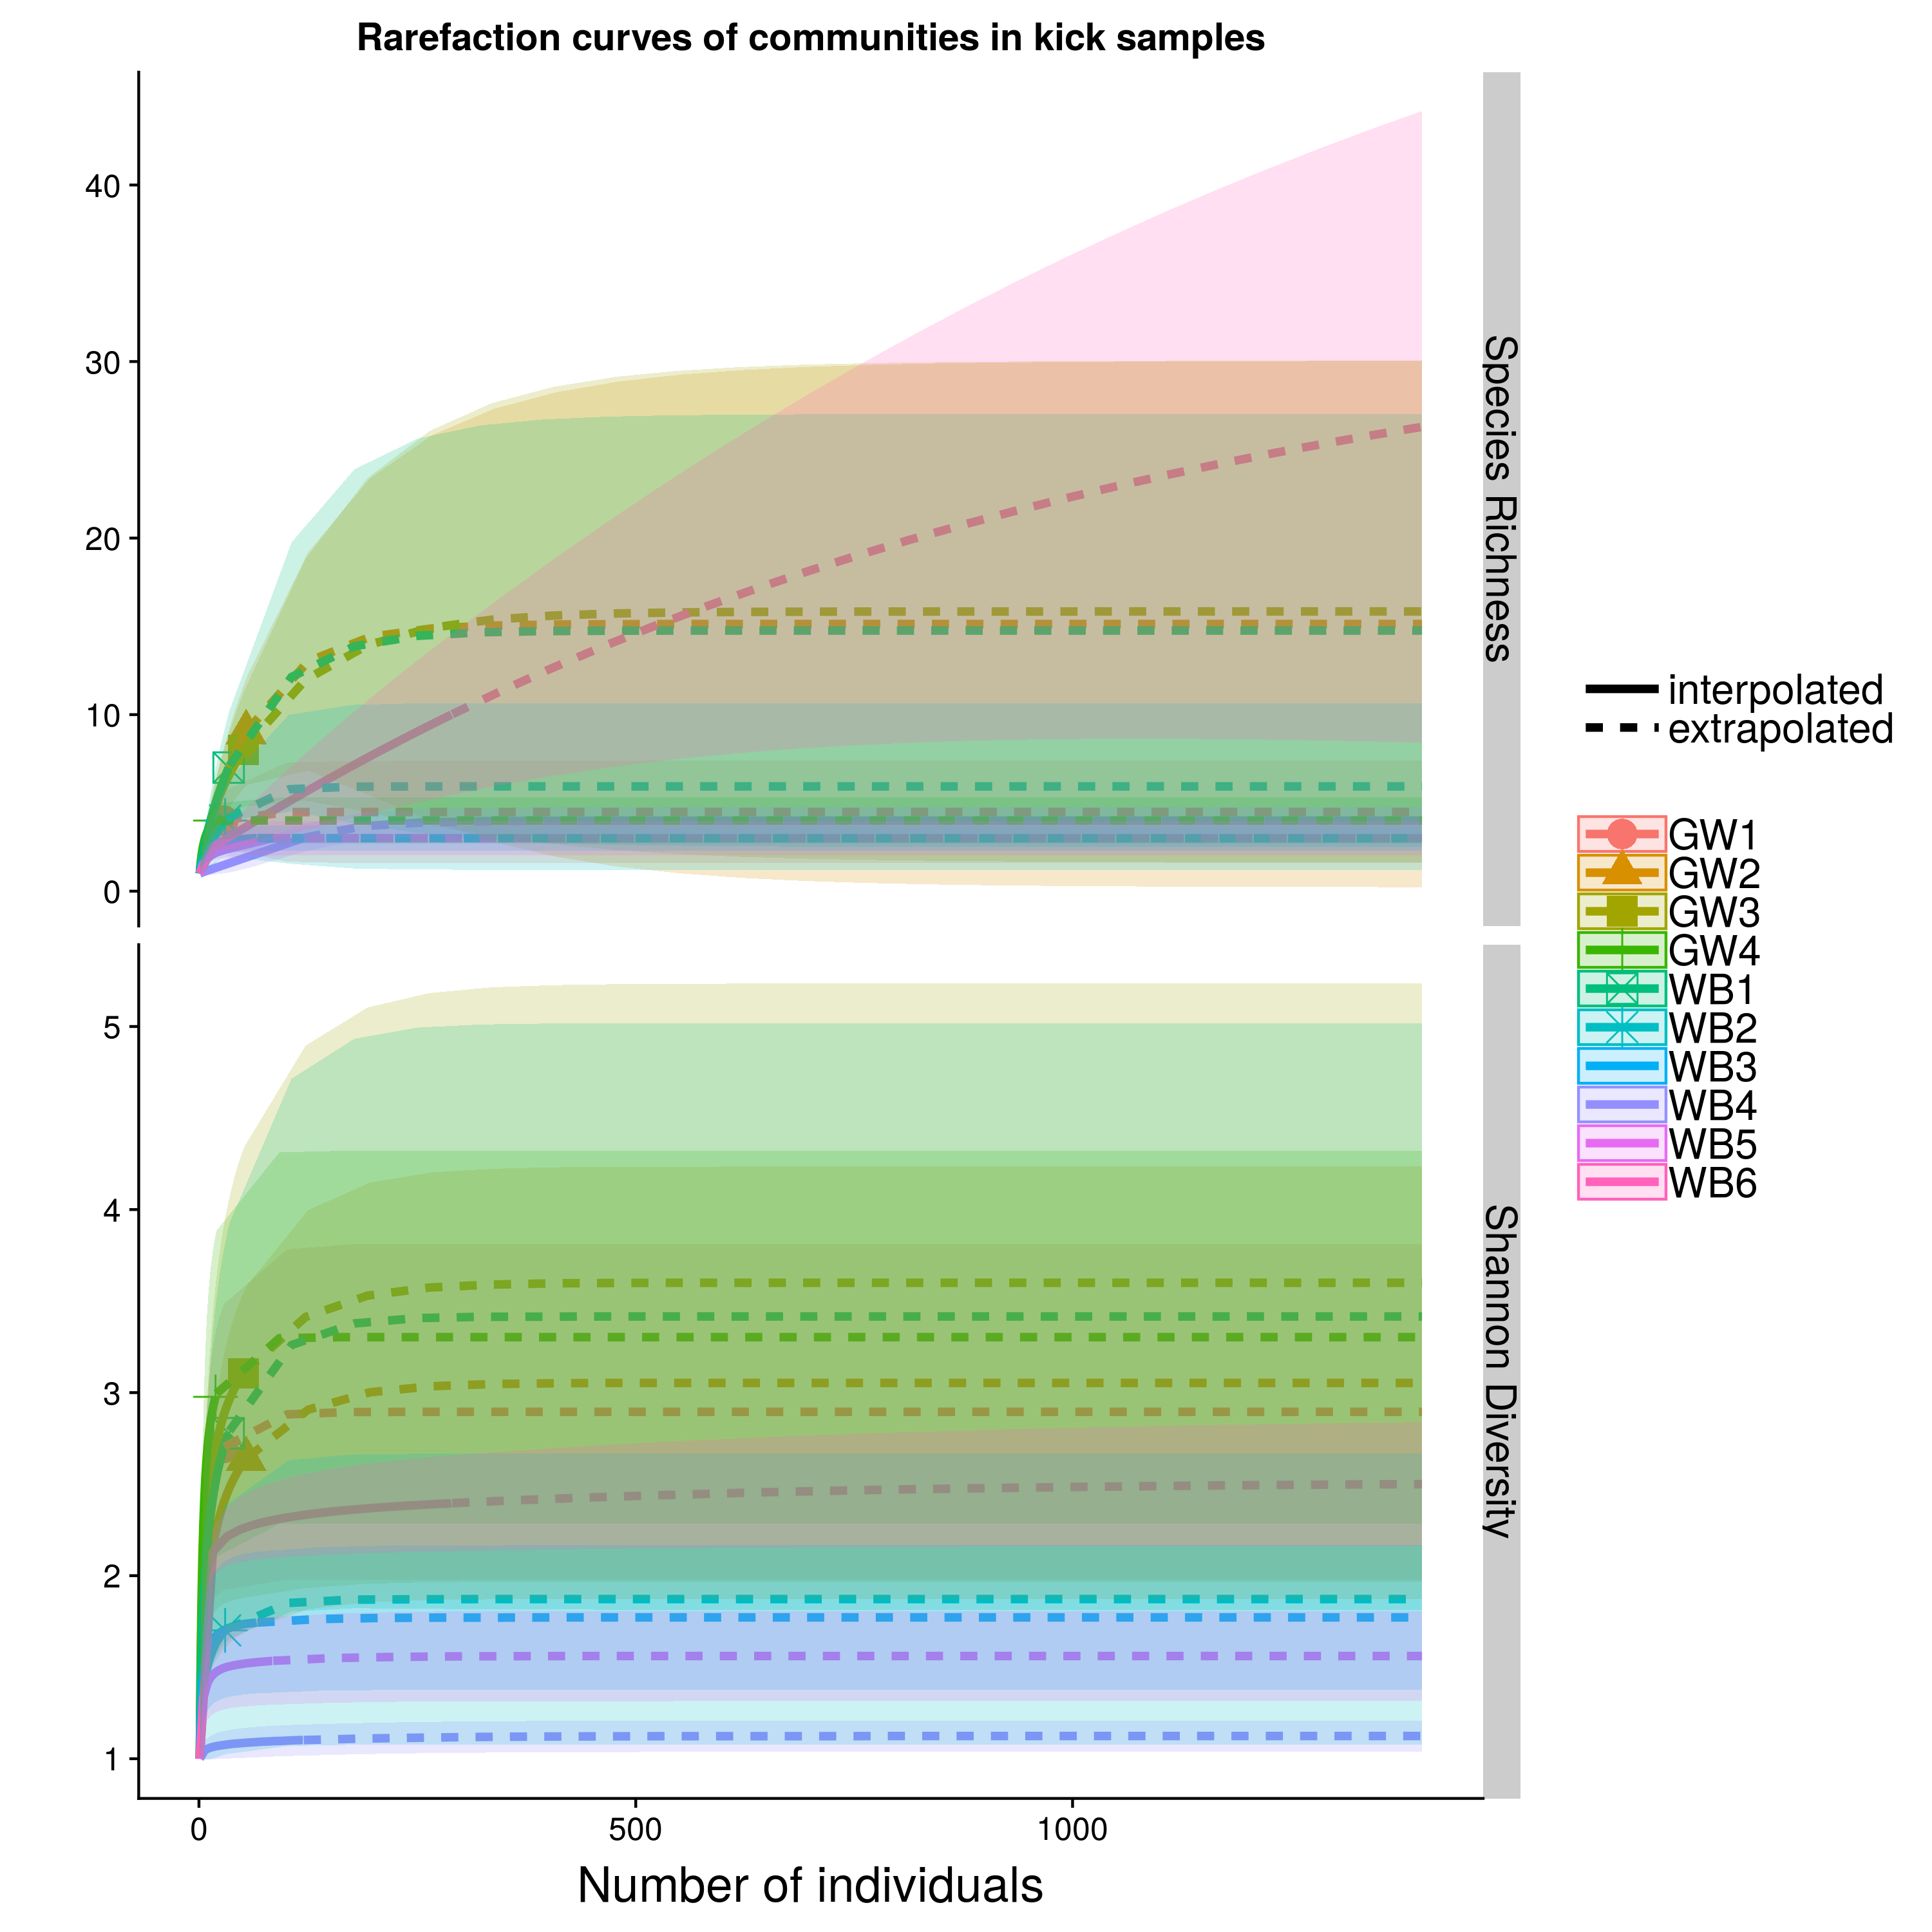 Rarefaction curves of communities in kick samples
40
30
20
10
0
Species Richness
5
4
3
2
1
Shannon Diversity
0
500
1000
Number of individuals
interpolated
extrapolated
GW1
GW2
GW3
GW4
WB1
WB2
WB3
WB4
WB5
WB6